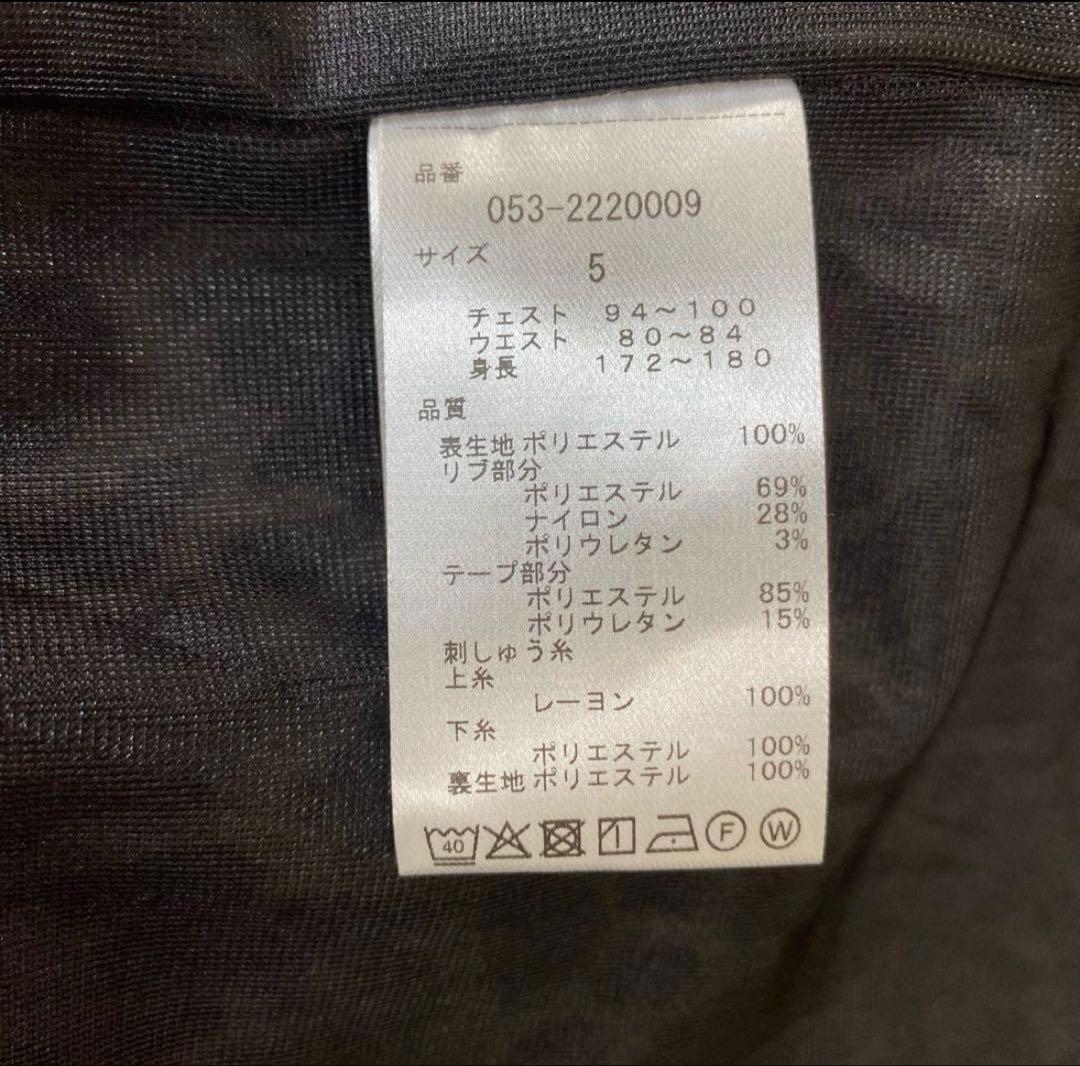 品番
053-2220009
サイズ 5
チェスト 94～100
ウエスト 80～84
身長 172～180
品質
表生地 ポリエステル 100%
リブ部分
ポリエステル 69%
ナイロン 28%
ポリウレタン 3%
テープ部分
ポリエステル 85%
ポリウレタン 15%
刺しゅう糸
上糸
レーヨン 100%
下糸
ポリエステル 100%
裏生地 ポリエステル 100%
40 F W